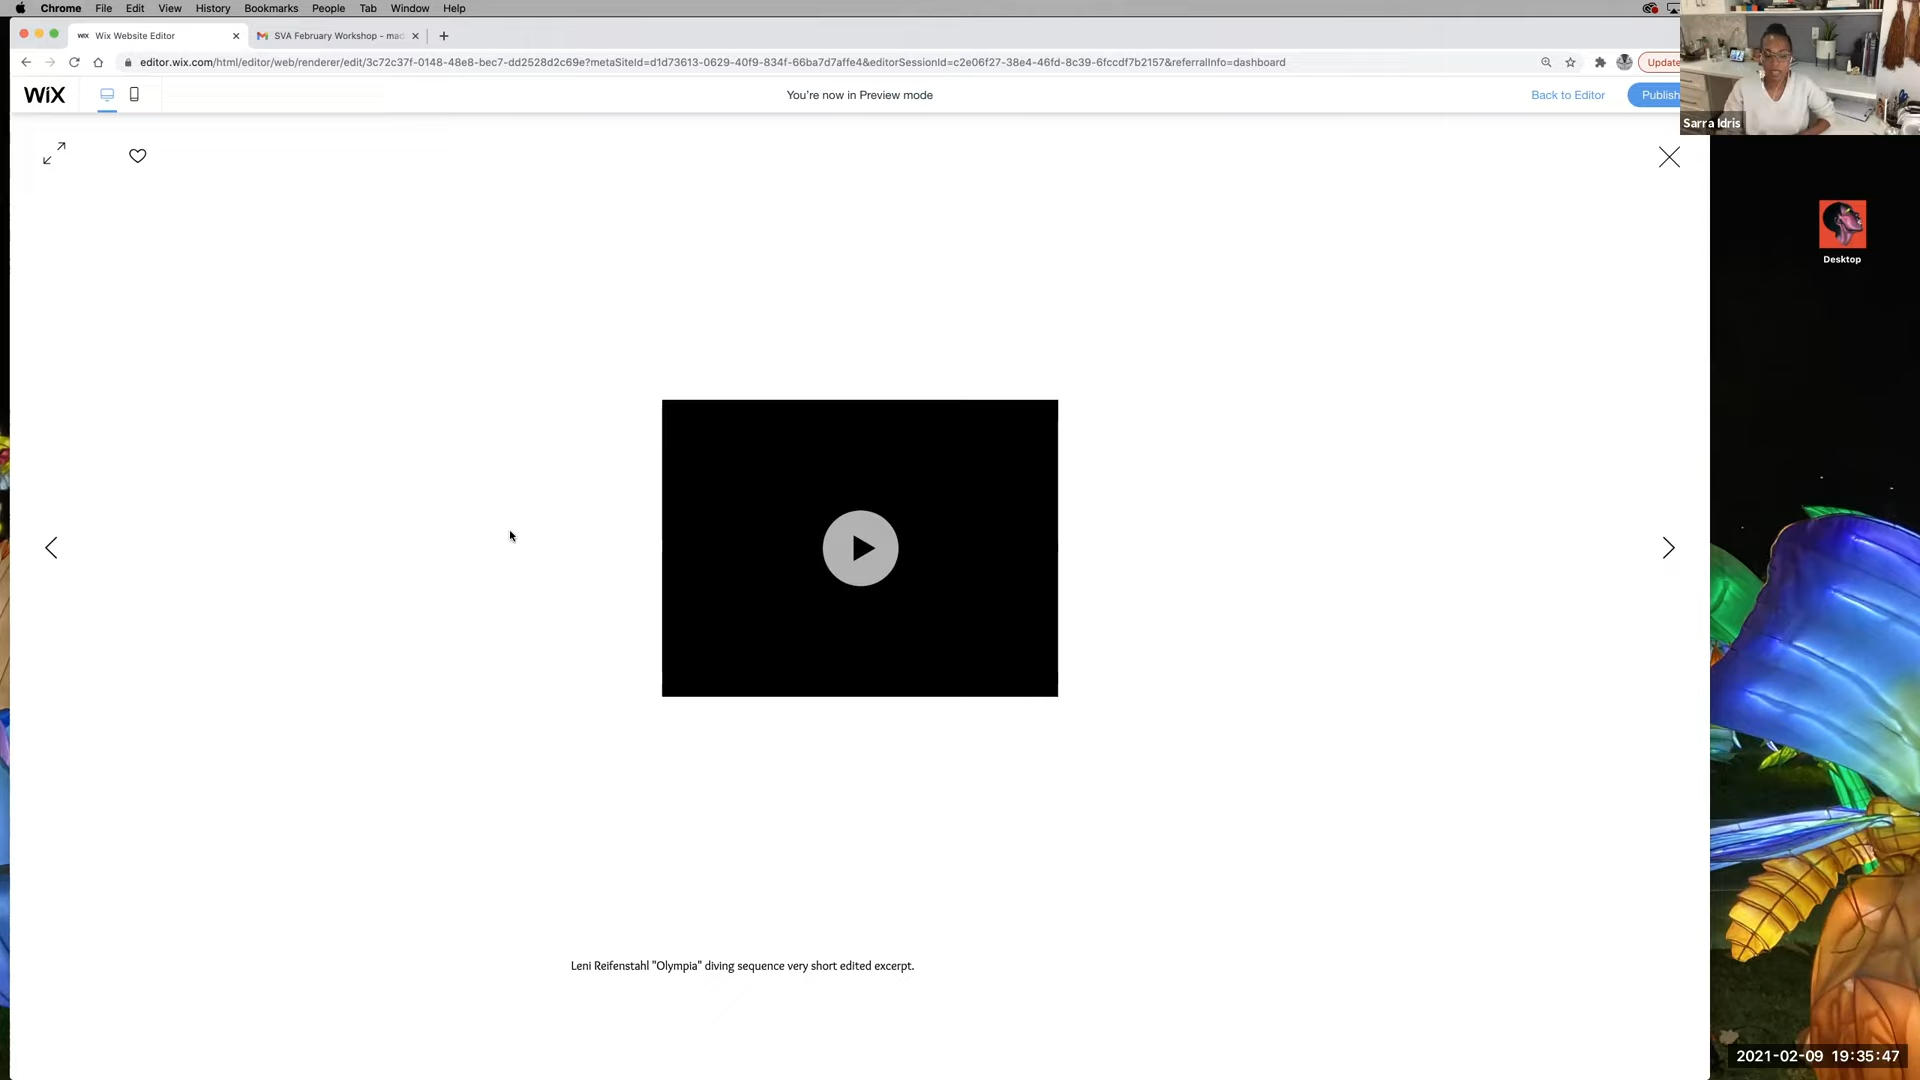 Chrome File Edit View History Bookmarks People Tab Window Help
WiX Wix Website Editor
SVA February Workshop - mad
editor.wix.com/html/editor/web/renderer/edit/3c72c37f-0148-48e8-bec7-dd2528d2c69e?metaSiteId=d1d73613-0629-40f9-834f-66ba7d7affe4&editorSessionId=c2e06f27-38e4-46fd-8c39-6fccdf7b2157&referralInfo=dashboard
Update
WiX
You're now in Preview mode
Back to Editor
Publish
Sarra Idris
Desktop
Leni Reifenstahl "Olympia" diving sequence very short edited excerpt.
2021-02-09 19:35:47